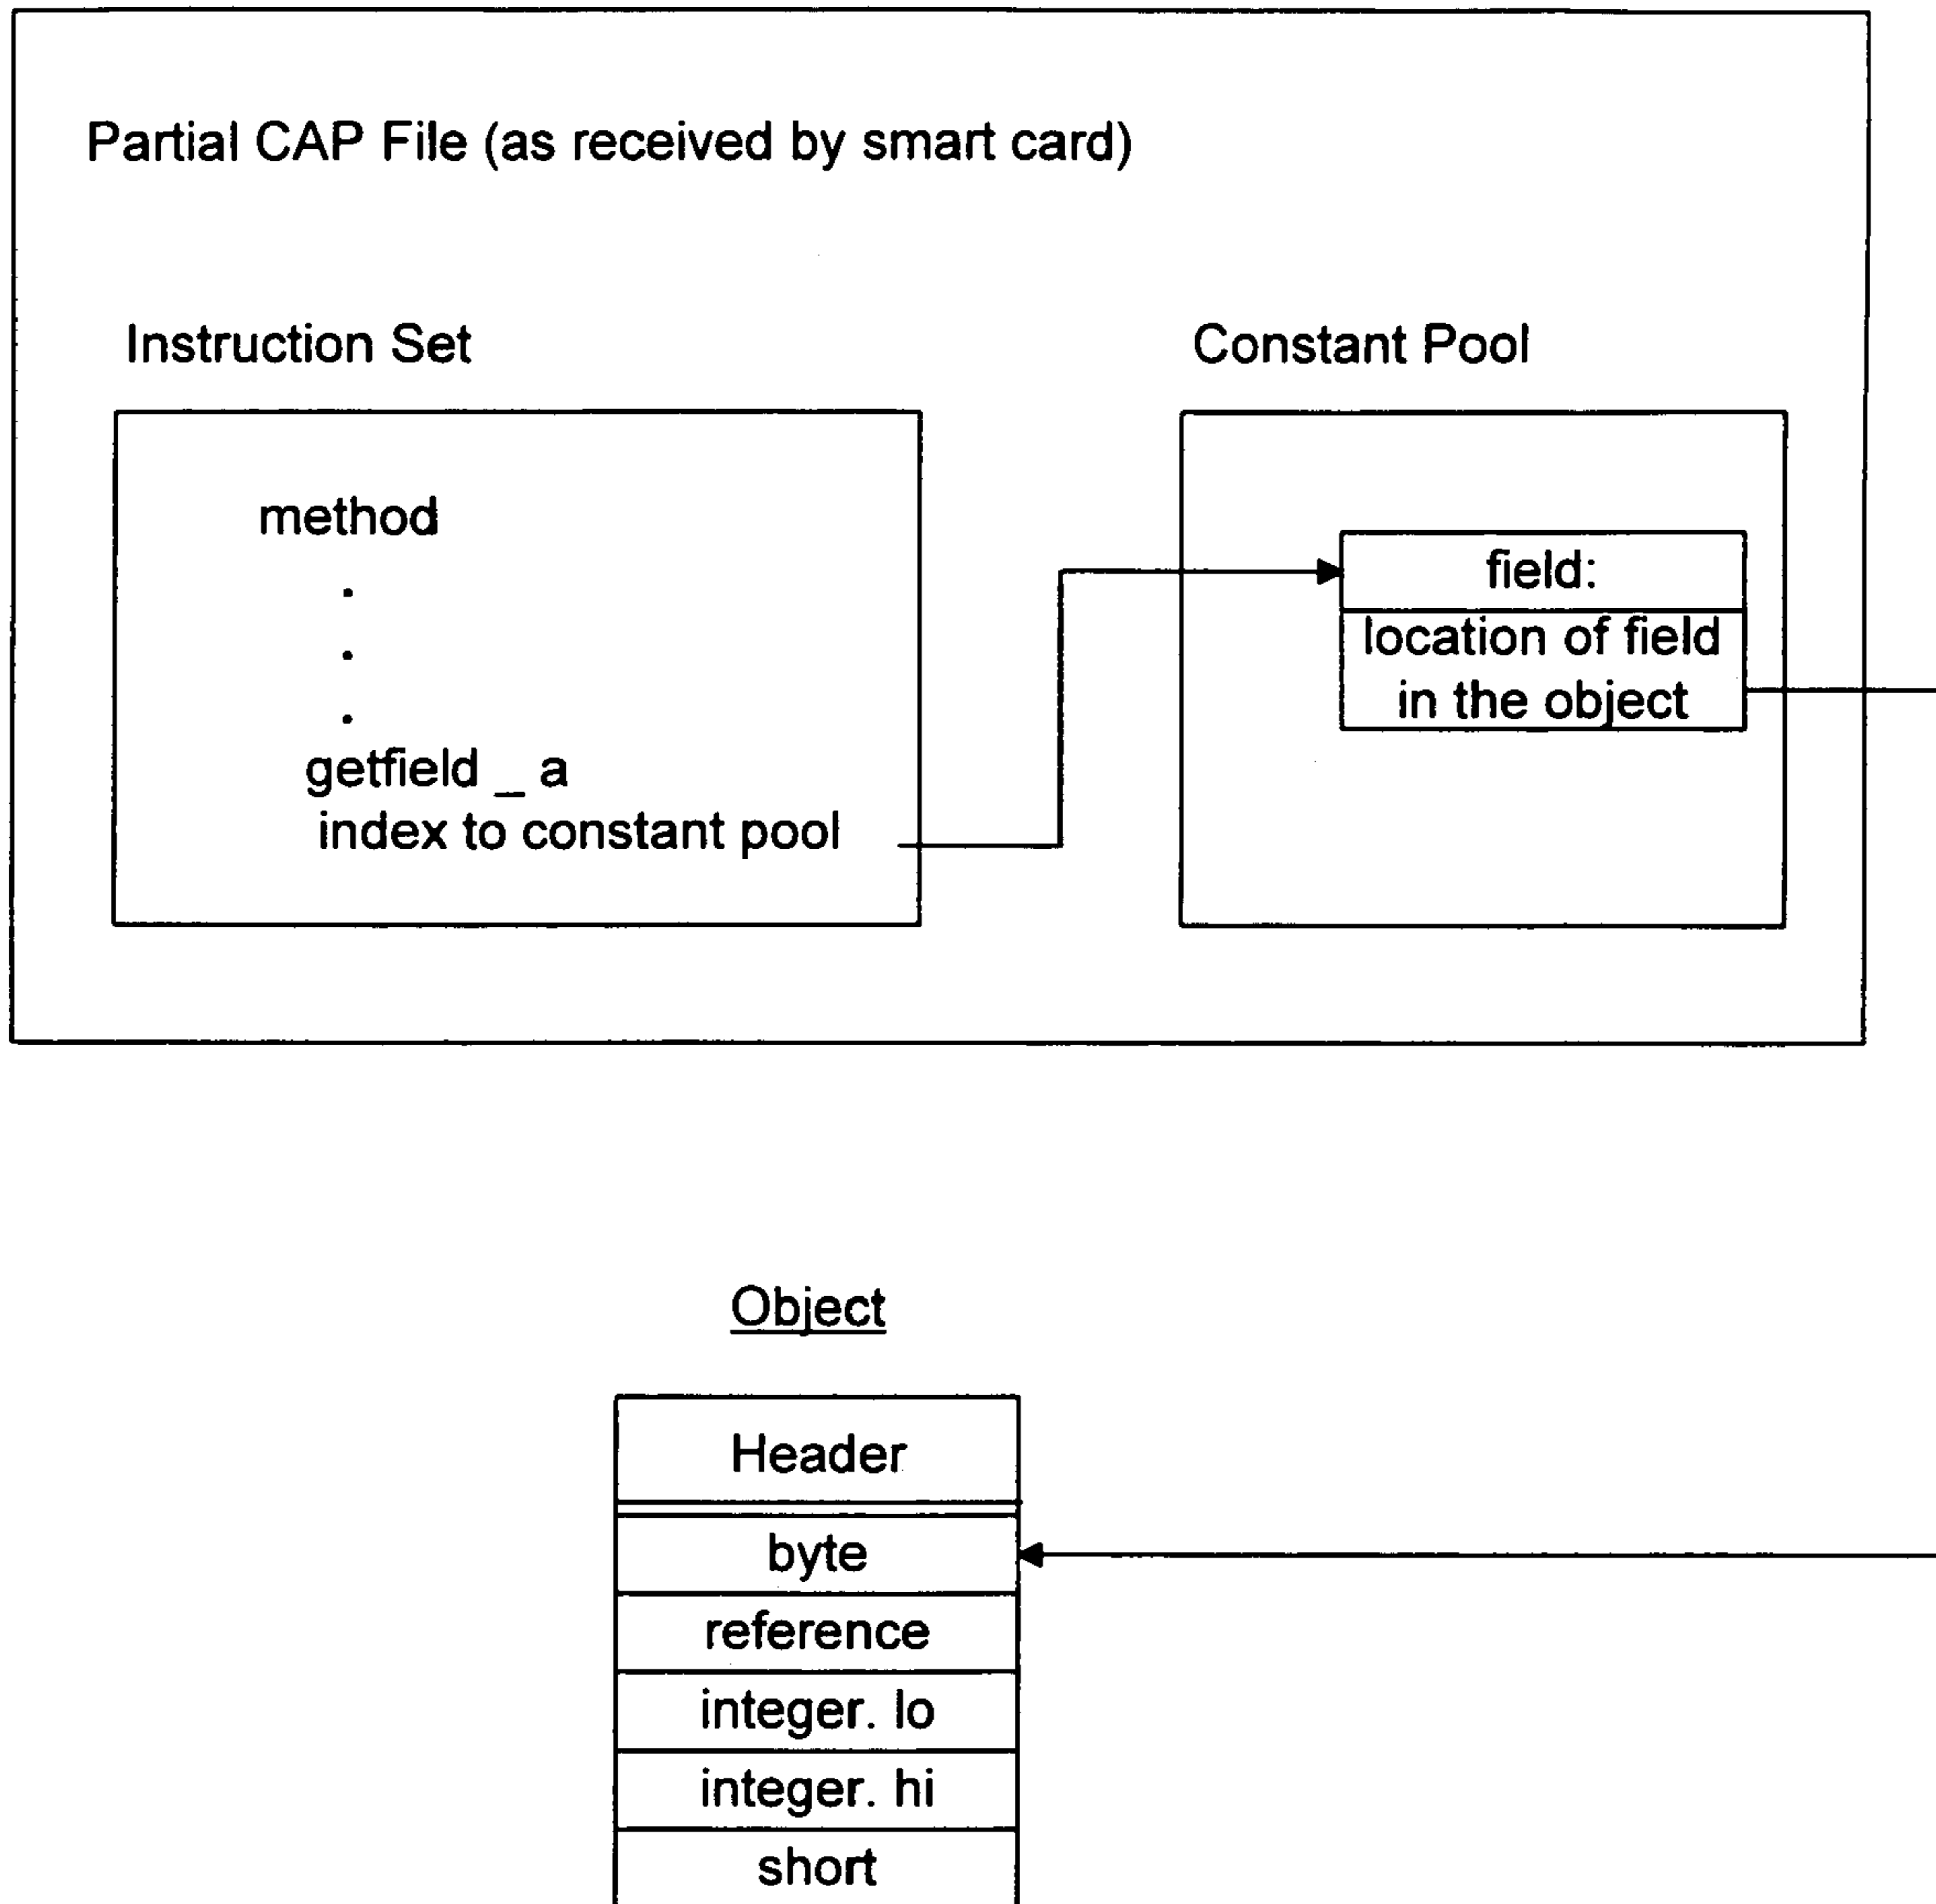 Partial CAP File (as received by smart card)
Instruction Set
Constant Pool
method
.
.
.
getfield _ a
index to constant pool
field:
location of field
in the object
Object
Header
byte
reference
integer. lo
integer. hi
short